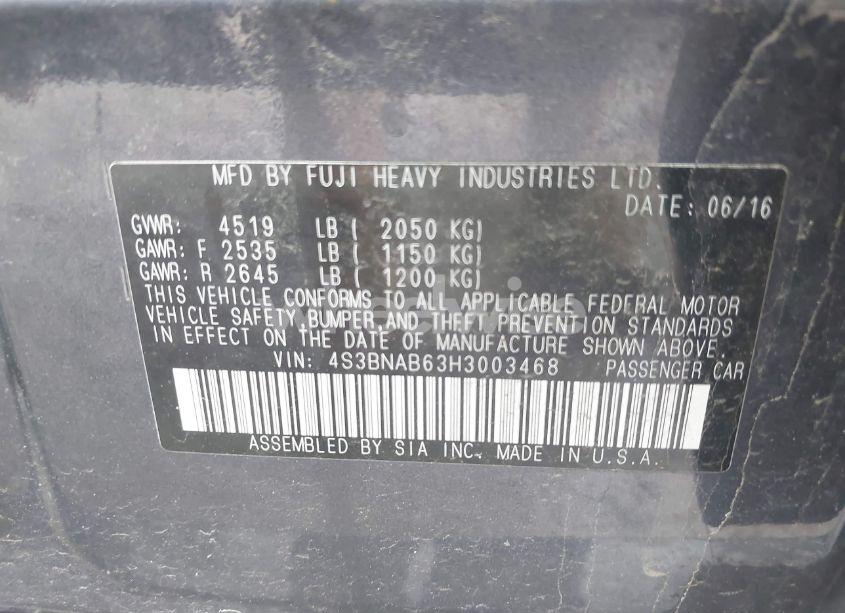 MFD BY FUJI HEAVY INDUSTRIES LTD.
DATE: 06/16
GVWR: 4519 LB ( 2050 KG)
GAWR: F 2535 LB ( 1150 KG)
GAWR: R 2645 LB ( 1200 KG)
THIS VEHICLE CONFORMS TO ALL APPLICABLE FEDERAL MOTOR
VEHICLE SAFETY,BUMPER,AND THEFT PREVENTION STANDARDS
IN EFFECT ON THE DATE OF MANUFACTURE SHOWN ABOVE.
VIN: 4S3BNAB63H3003468 PASSENGER CAR
ASSEMBLED BY SIA INC. MADE IN U.S.A.